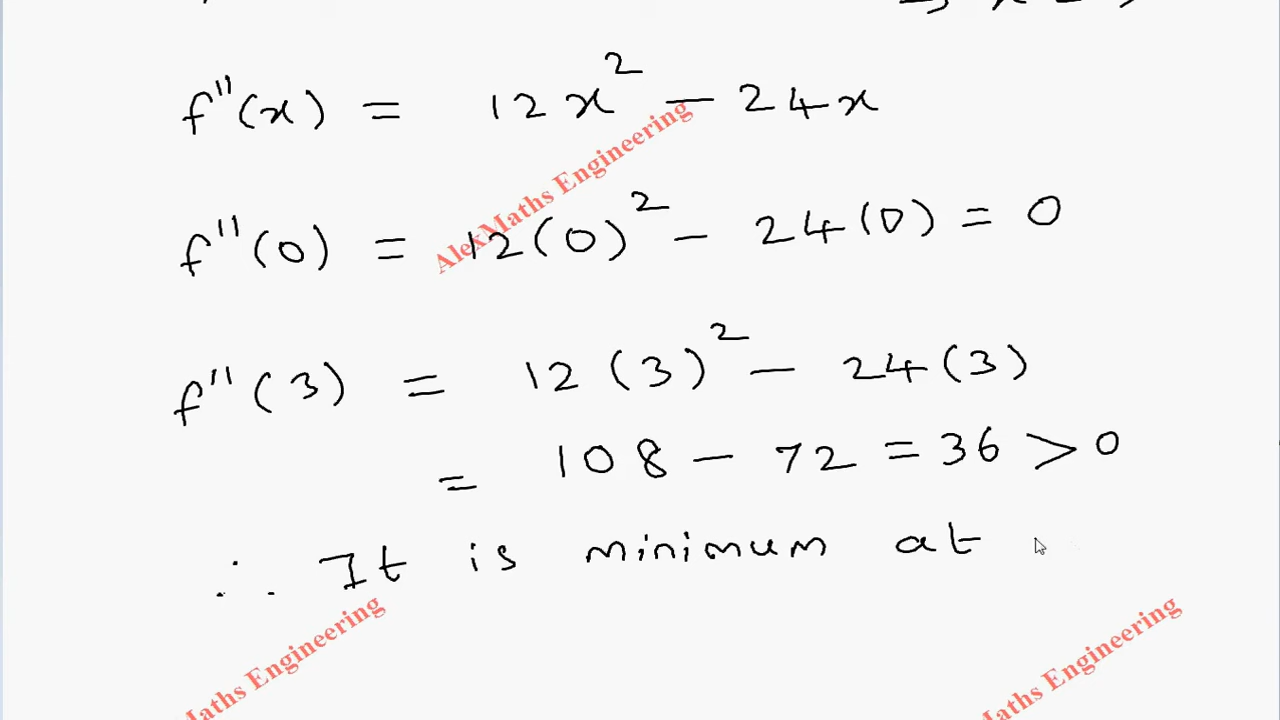 f''(x) = 12x² - 24x
AlexMaths Engineering
f''(0) = 12(0)² - 24(0) = 0
f''(3) = 12(3)² - 24(3)
= 108 - 72 = 36 > 0
∴ It is minimum at
Maths Engineering
Maths Engineering